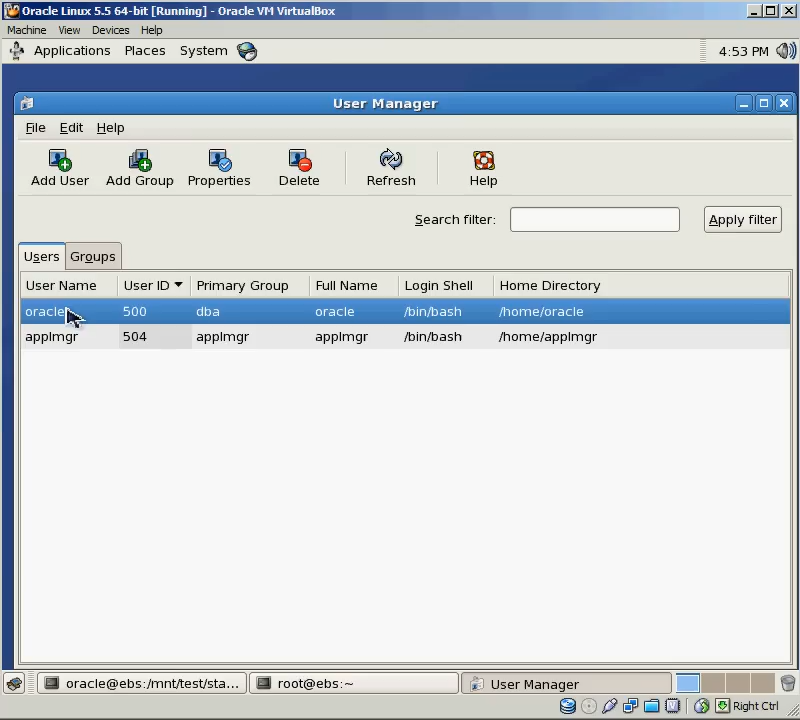 Oracle Linux 5.5 64-bit [Running] - Oracle VM VirtualBox
Machine View Devices Help
Applications Places System 4:53 PM
User Manager
File Edit Help
Add User Add Group Properties Delete Refresh Help
Search filter: Apply filter
Users Groups
User Name User ID Primary Group Full Name Login Shell Home Directory
oracle 500 dba oracle /bin/bash /home/oracle
applmgr 504 applmgr applmgr /bin/bash /home/applmgr
oracle@ebs:/mnt/test/sta... root@ebs:~ User Manager
Right Ctrl